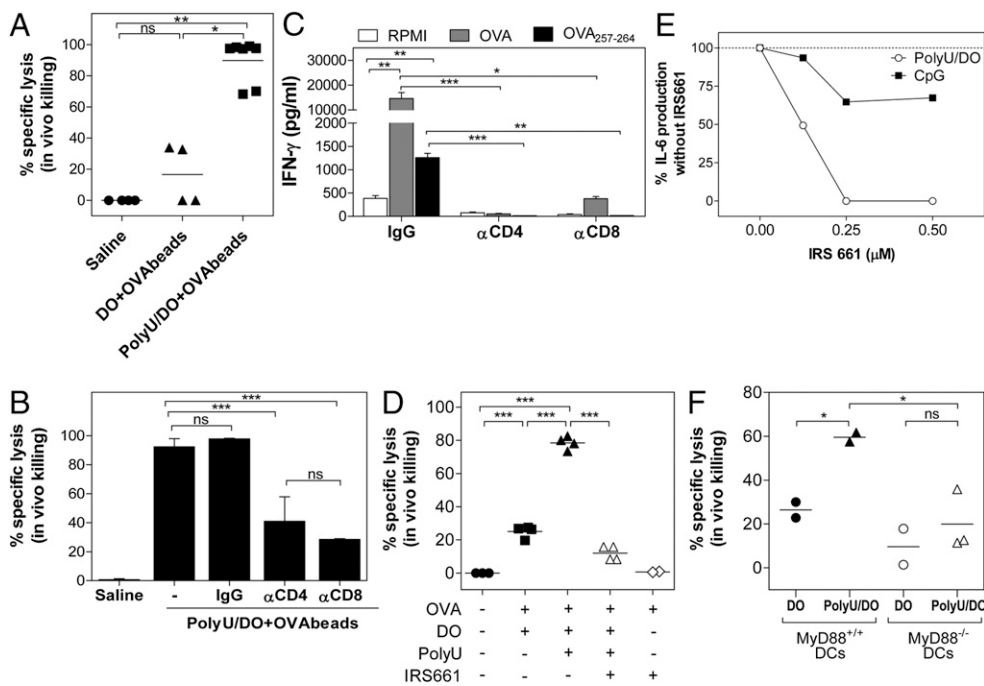 A
% specific lysis
(in vivo killing)
100
80
60
40
20
0
**
ns
*
Saline
DO+OVAbeads
PolyU/DO+OVAbeads
C
RPMI
OVA
OVA257-264
IFN-γ (pg/ml)
30000
20000
10000
2000
1500
1000
500
0
**
**
*
***
**
***
IgG
αCD4
αCD8
E
% IL-6 production
without IRS661
100
75
50
25
0
PolyU/DO
CpG
0.00
0.25
0.50
IRS 661 (µM)
B
% specific lysis
(in vivo killing)
100
80
60
40
20
0
***
***
ns
ns
Saline
-
IgG
αCD4
αCD8
PolyU/DO+OVAbeads
D
% specific lysis
(in vivo killing)
100
80
60
40
20
0
***
***
***
***
OVA - + + + +
DO - + + + -
PolyU - - + + -
IRS661 - - - + +
F
% specific lysis
(in vivo killing)
80
60
40
20
0
*
*
ns
DO
PolyU/DO
DO
PolyU/DO
MyD88+/+
DCs
MyD88-/-
DCs